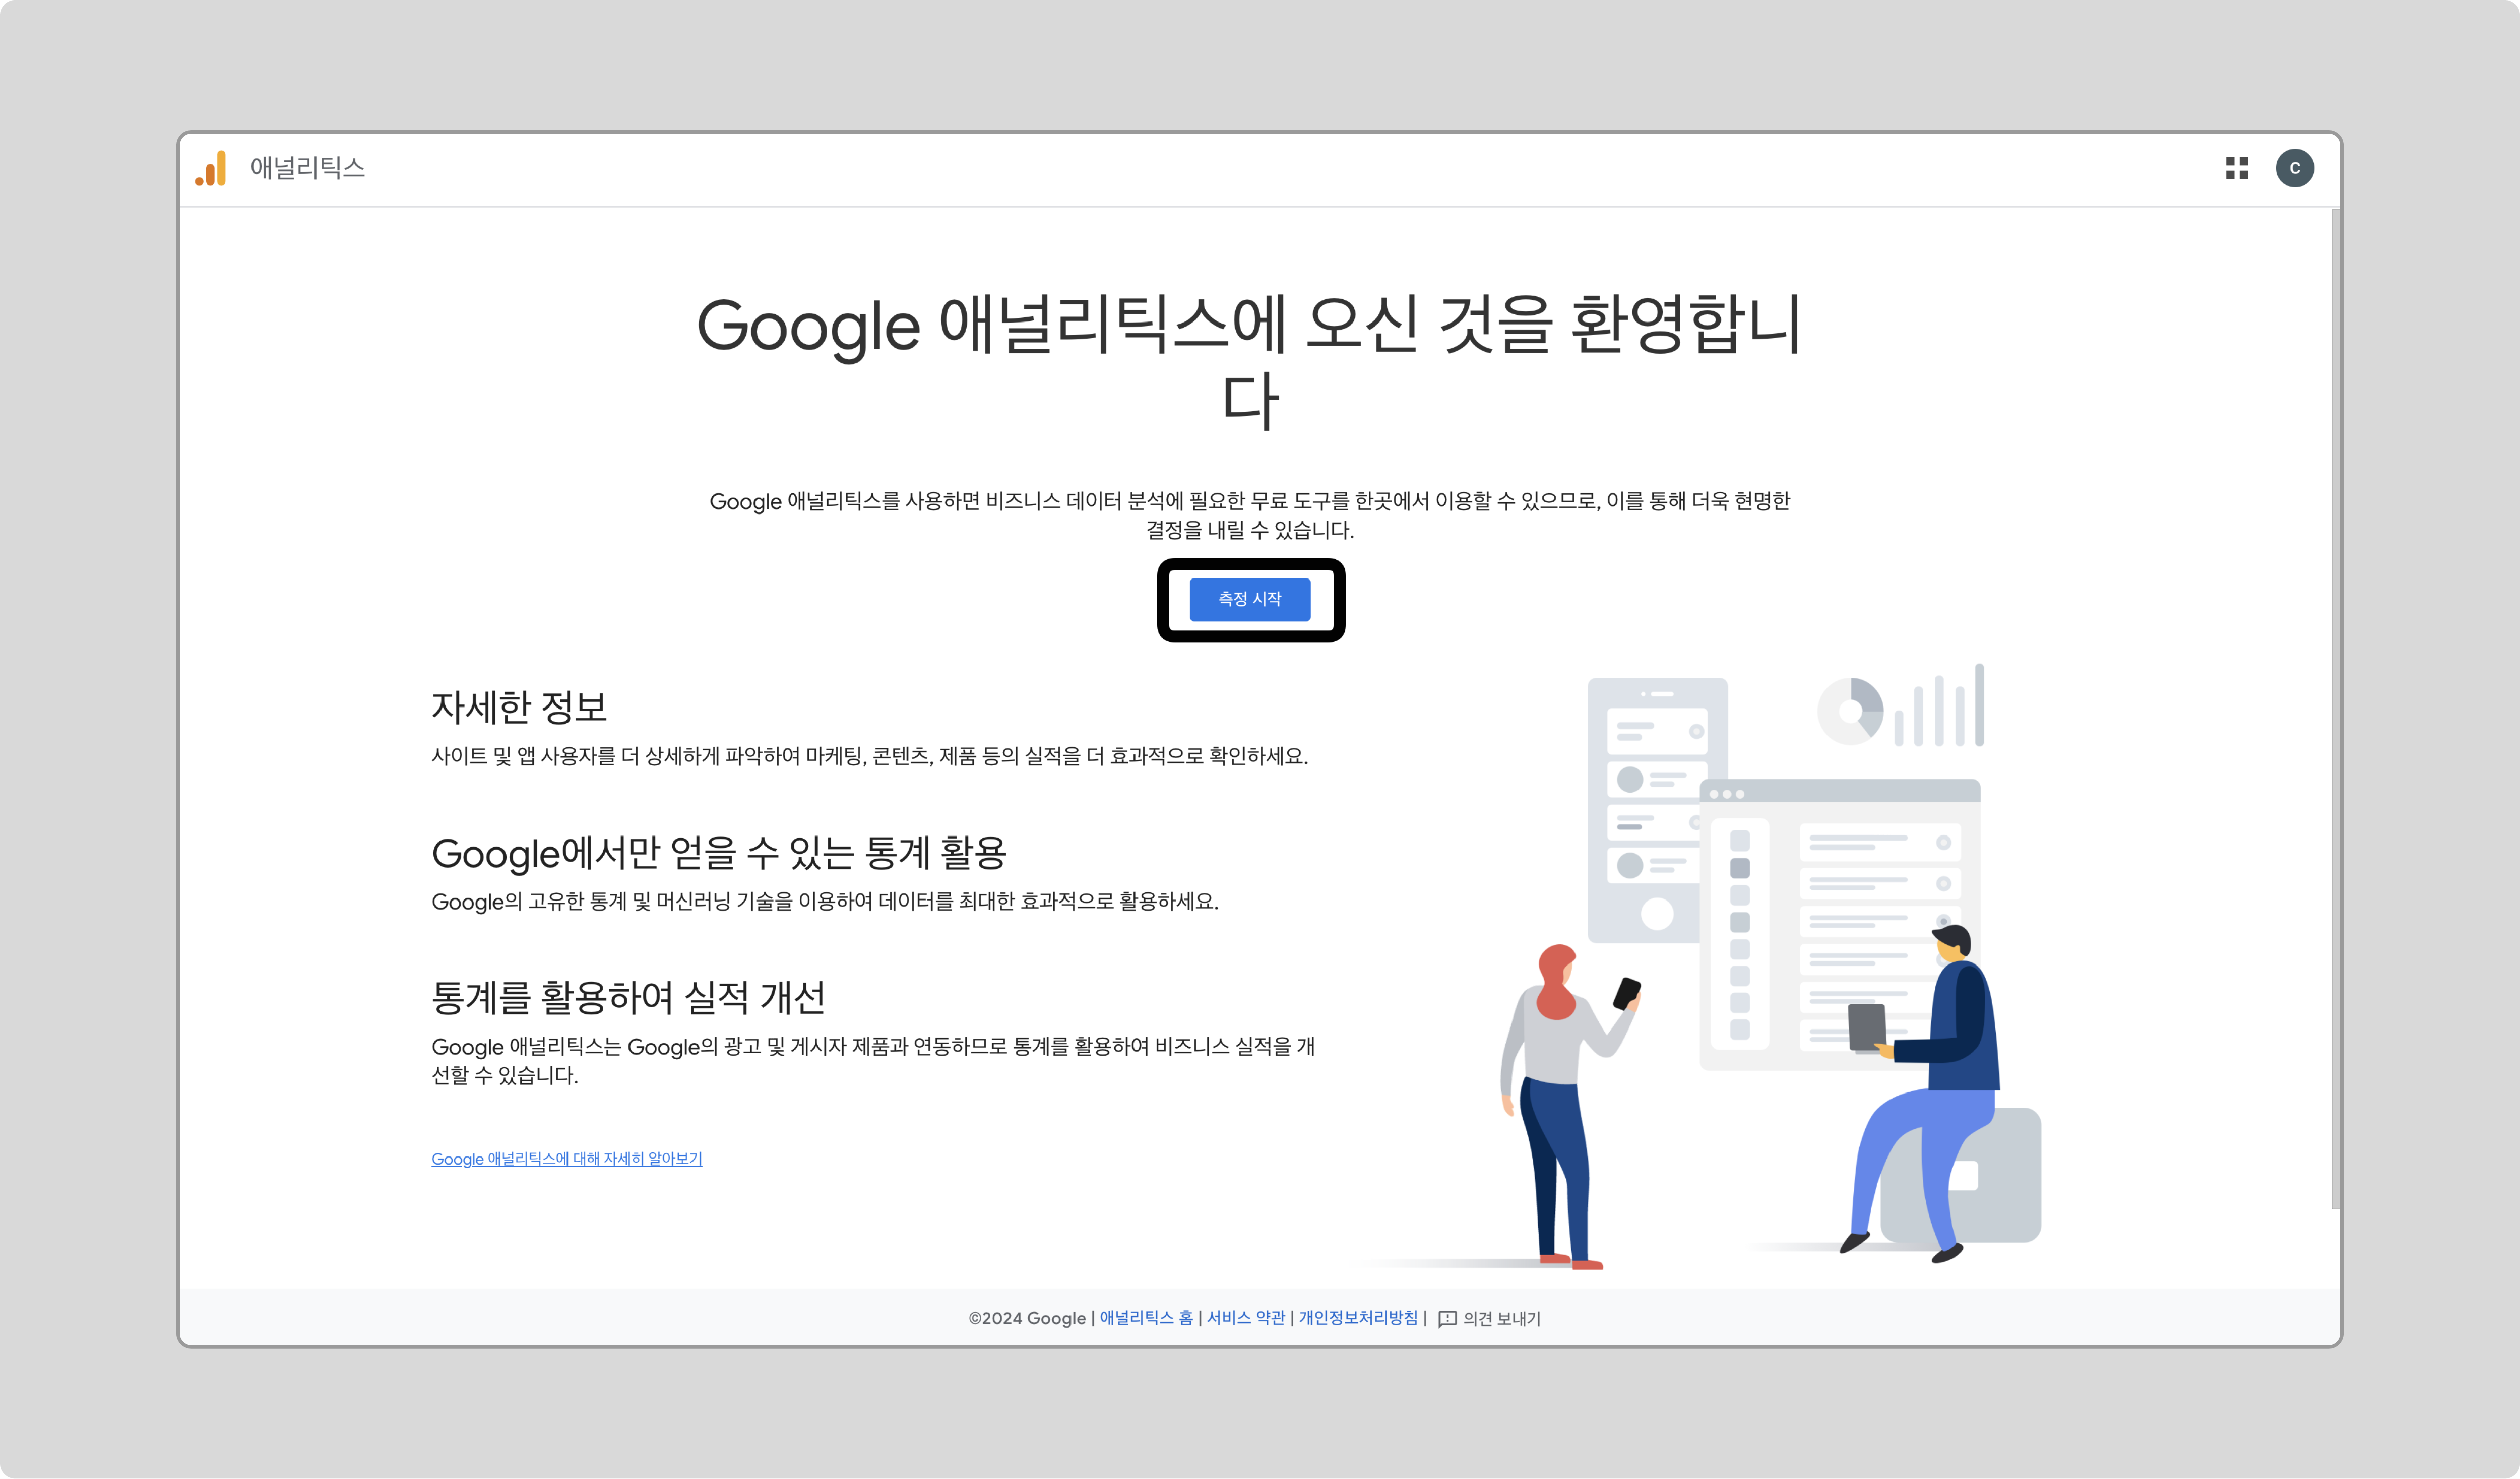 애널리틱스
C
Google 애널리틱스에 오신 것을 환영합니
다
Google 애널리틱스를 사용하면 비즈니스 데이터 분석에 필요한 무료 도구를 한곳에서 이용할 수 있으므로, 이를 통해 더욱 현명한
결정을 내릴 수 있습니다.
측정 시작
자세한 정보
사이트 및 앱 사용자를 더 상세하게 파악하여 마케팅, 콘텐츠, 제품 등의 실적을 더 효과적으로 확인하세요.
Google에서만 얻을 수 있는 통계 활용
Google의 고유한 통계 및 머신러닝 기술을 이용하여 데이터를 최대한 효과적으로 활용하세요.
통계를 활용하여 실적 개선
Google 애널리틱스는 Google의 광고 및 게시자 제품과 연동하므로 통계를 활용하여 비즈니스 실적을 개
선할 수 있습니다.
Google 애널리틱스에 대해 자세히 알아보기
©2024 Google | 애널리틱스 홈 | 서비스 약관 | 개인정보처리방침 | 의견 보내기